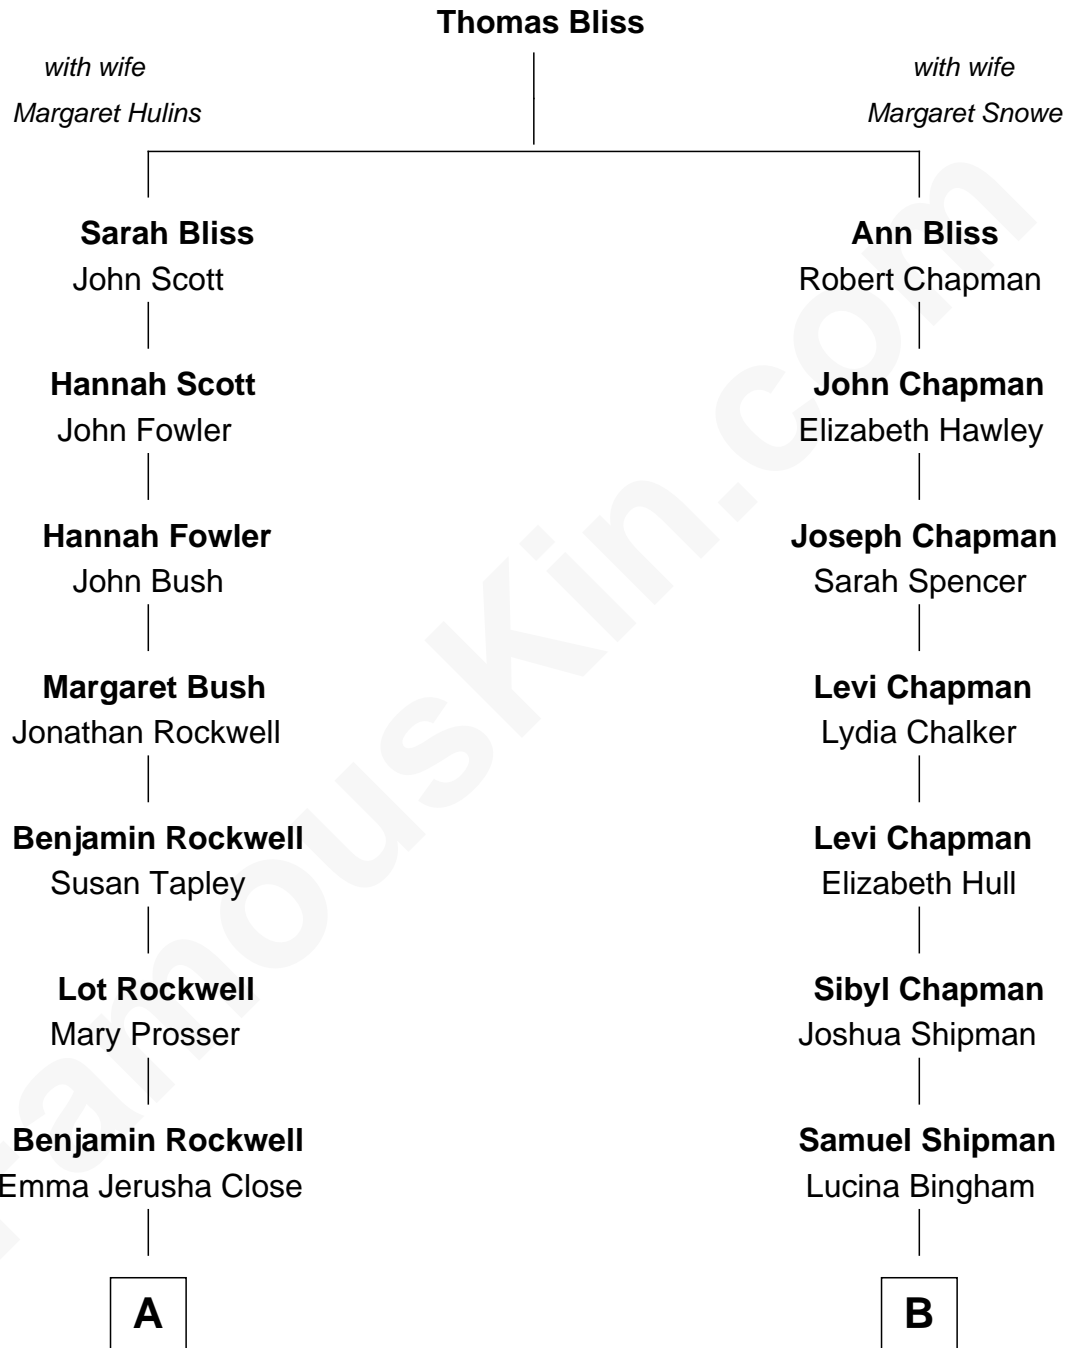 Thomas Bliss
with wife
Margaret Hulins
with wife
Margaret Snowe
Sarah Bliss
John Scott
Ann Bliss
Robert Chapman
Hannah Scott
John Fowler
John Chapman
Elizabeth Hawley
Hannah Fowler
John Bush
Joseph Chapman
Sarah Spencer
Margaret Bush
Jonathan Rockwell
Levi Chapman
Lydia Chalker
Benjamin Rockwell
Susan Tapley
Levi Chapman
Elizabeth Hull
Lot Rockwell
Mary Prosser
Sibyl Chapman
Joshua Shipman
Benjamin Rockwell
Emma Jerusha Close
Samuel Shipman
Lucina Bingham
A
B
FamousKin.com